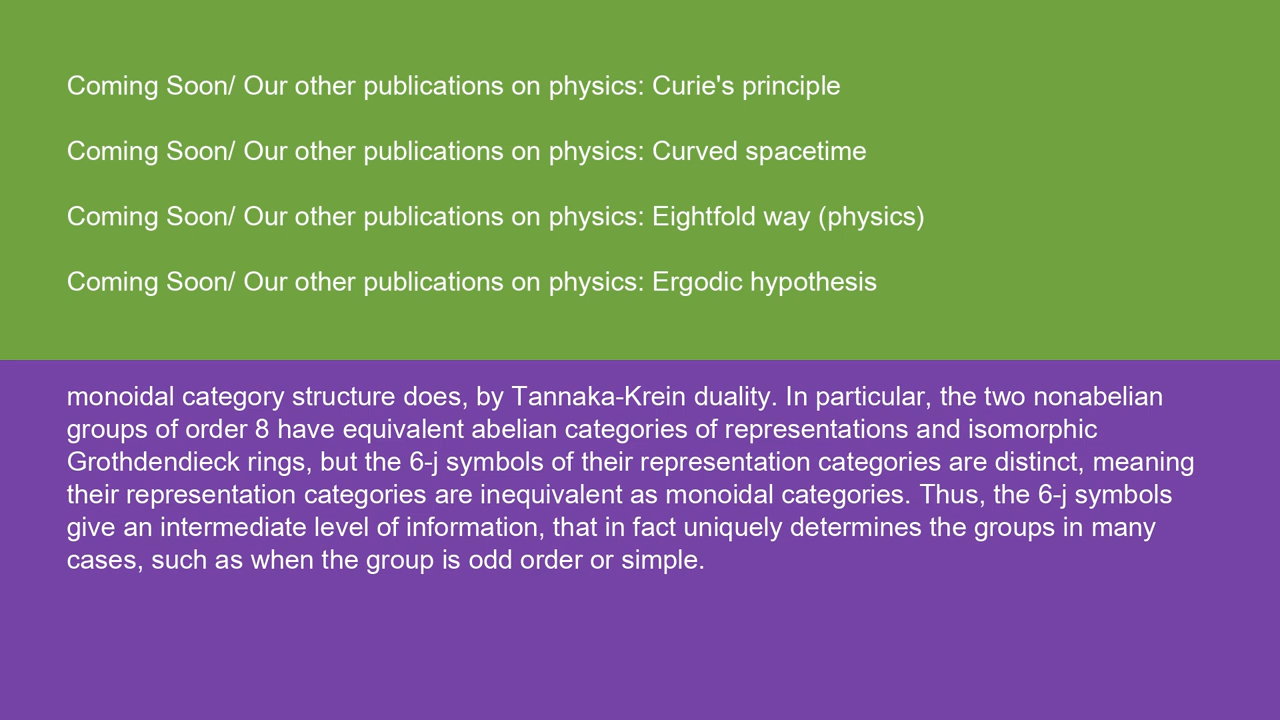 Coming Soon/ Our other publications on physics: Curie's principle
Coming Soon/ Our other publications on physics: Curved spacetime
Coming Soon/ Our other publications on physics: Eightfold way (physics)
Coming Soon/ Our other publications on physics: Ergodic hypothesis
monoidal category structure does, by Tannaka-Krein duality. In particular, the two nonabelian
groups of order 8 have equivalent abelian categories of representations and isomorphic
Grothdendieck rings, but the 6-j symbols of their representation categories are distinct, meaning
their representation categories are inequivalent as monoidal categories. Thus, the 6-j symbols
give an intermediate level of information, that in fact uniquely determines the groups in many
cases, such as when the group is odd order or simple.